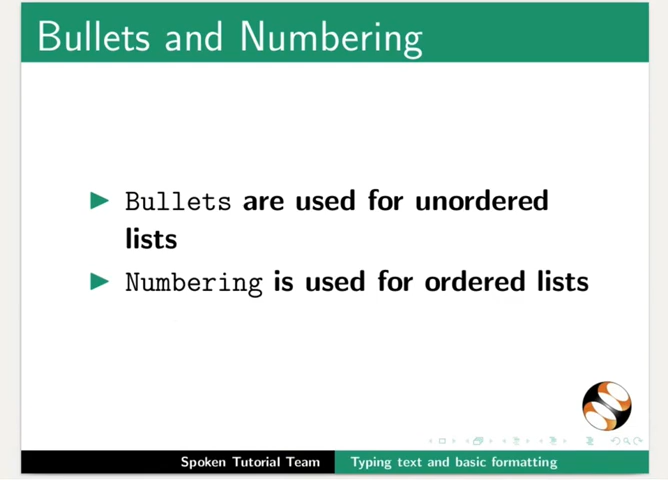 Bullets and Numbering
Bullets are used for unordered
lists
Numbering is used for ordered lists
Spoken Tutorial Team
Typing text and basic formatting